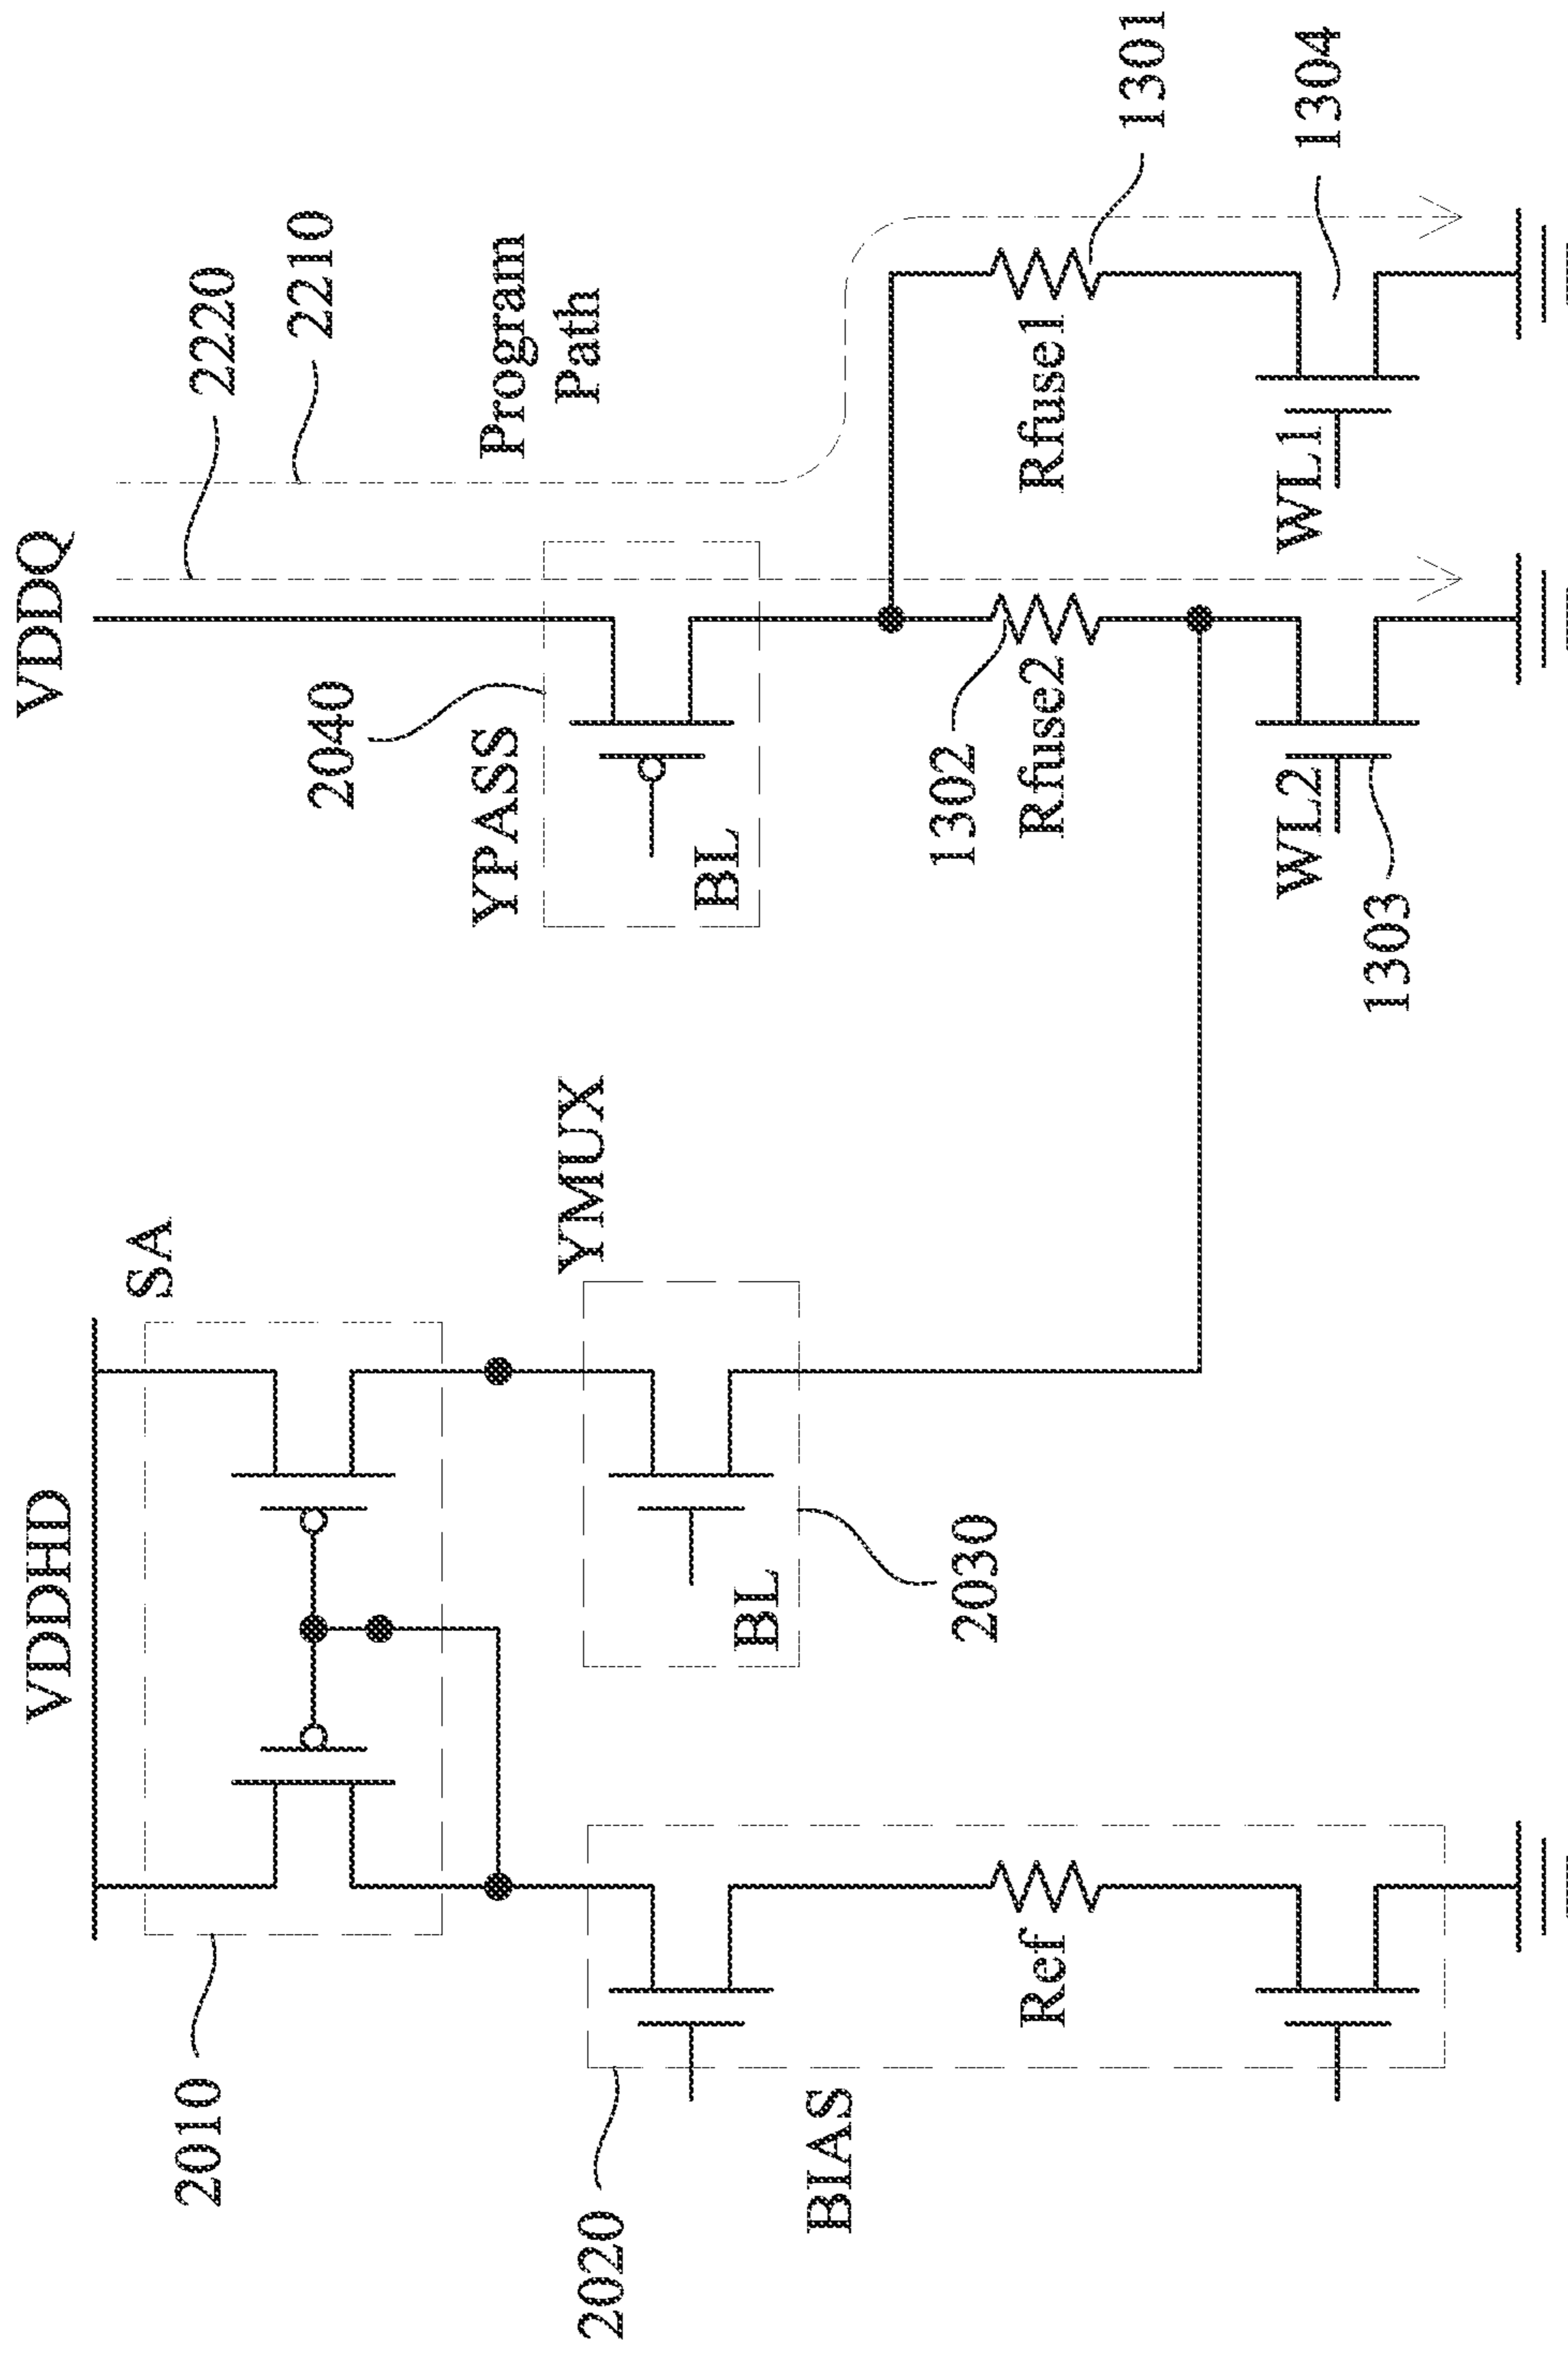 VDDHD
VDDQ
2220
2210
SA
2010
2040
Program
Path
YPASS
YMUX
BL
BL
2020
BIAS
2030
1302
Ref
Rfuse2
Rfuse1
1301
WL2
WL1
1304
1303